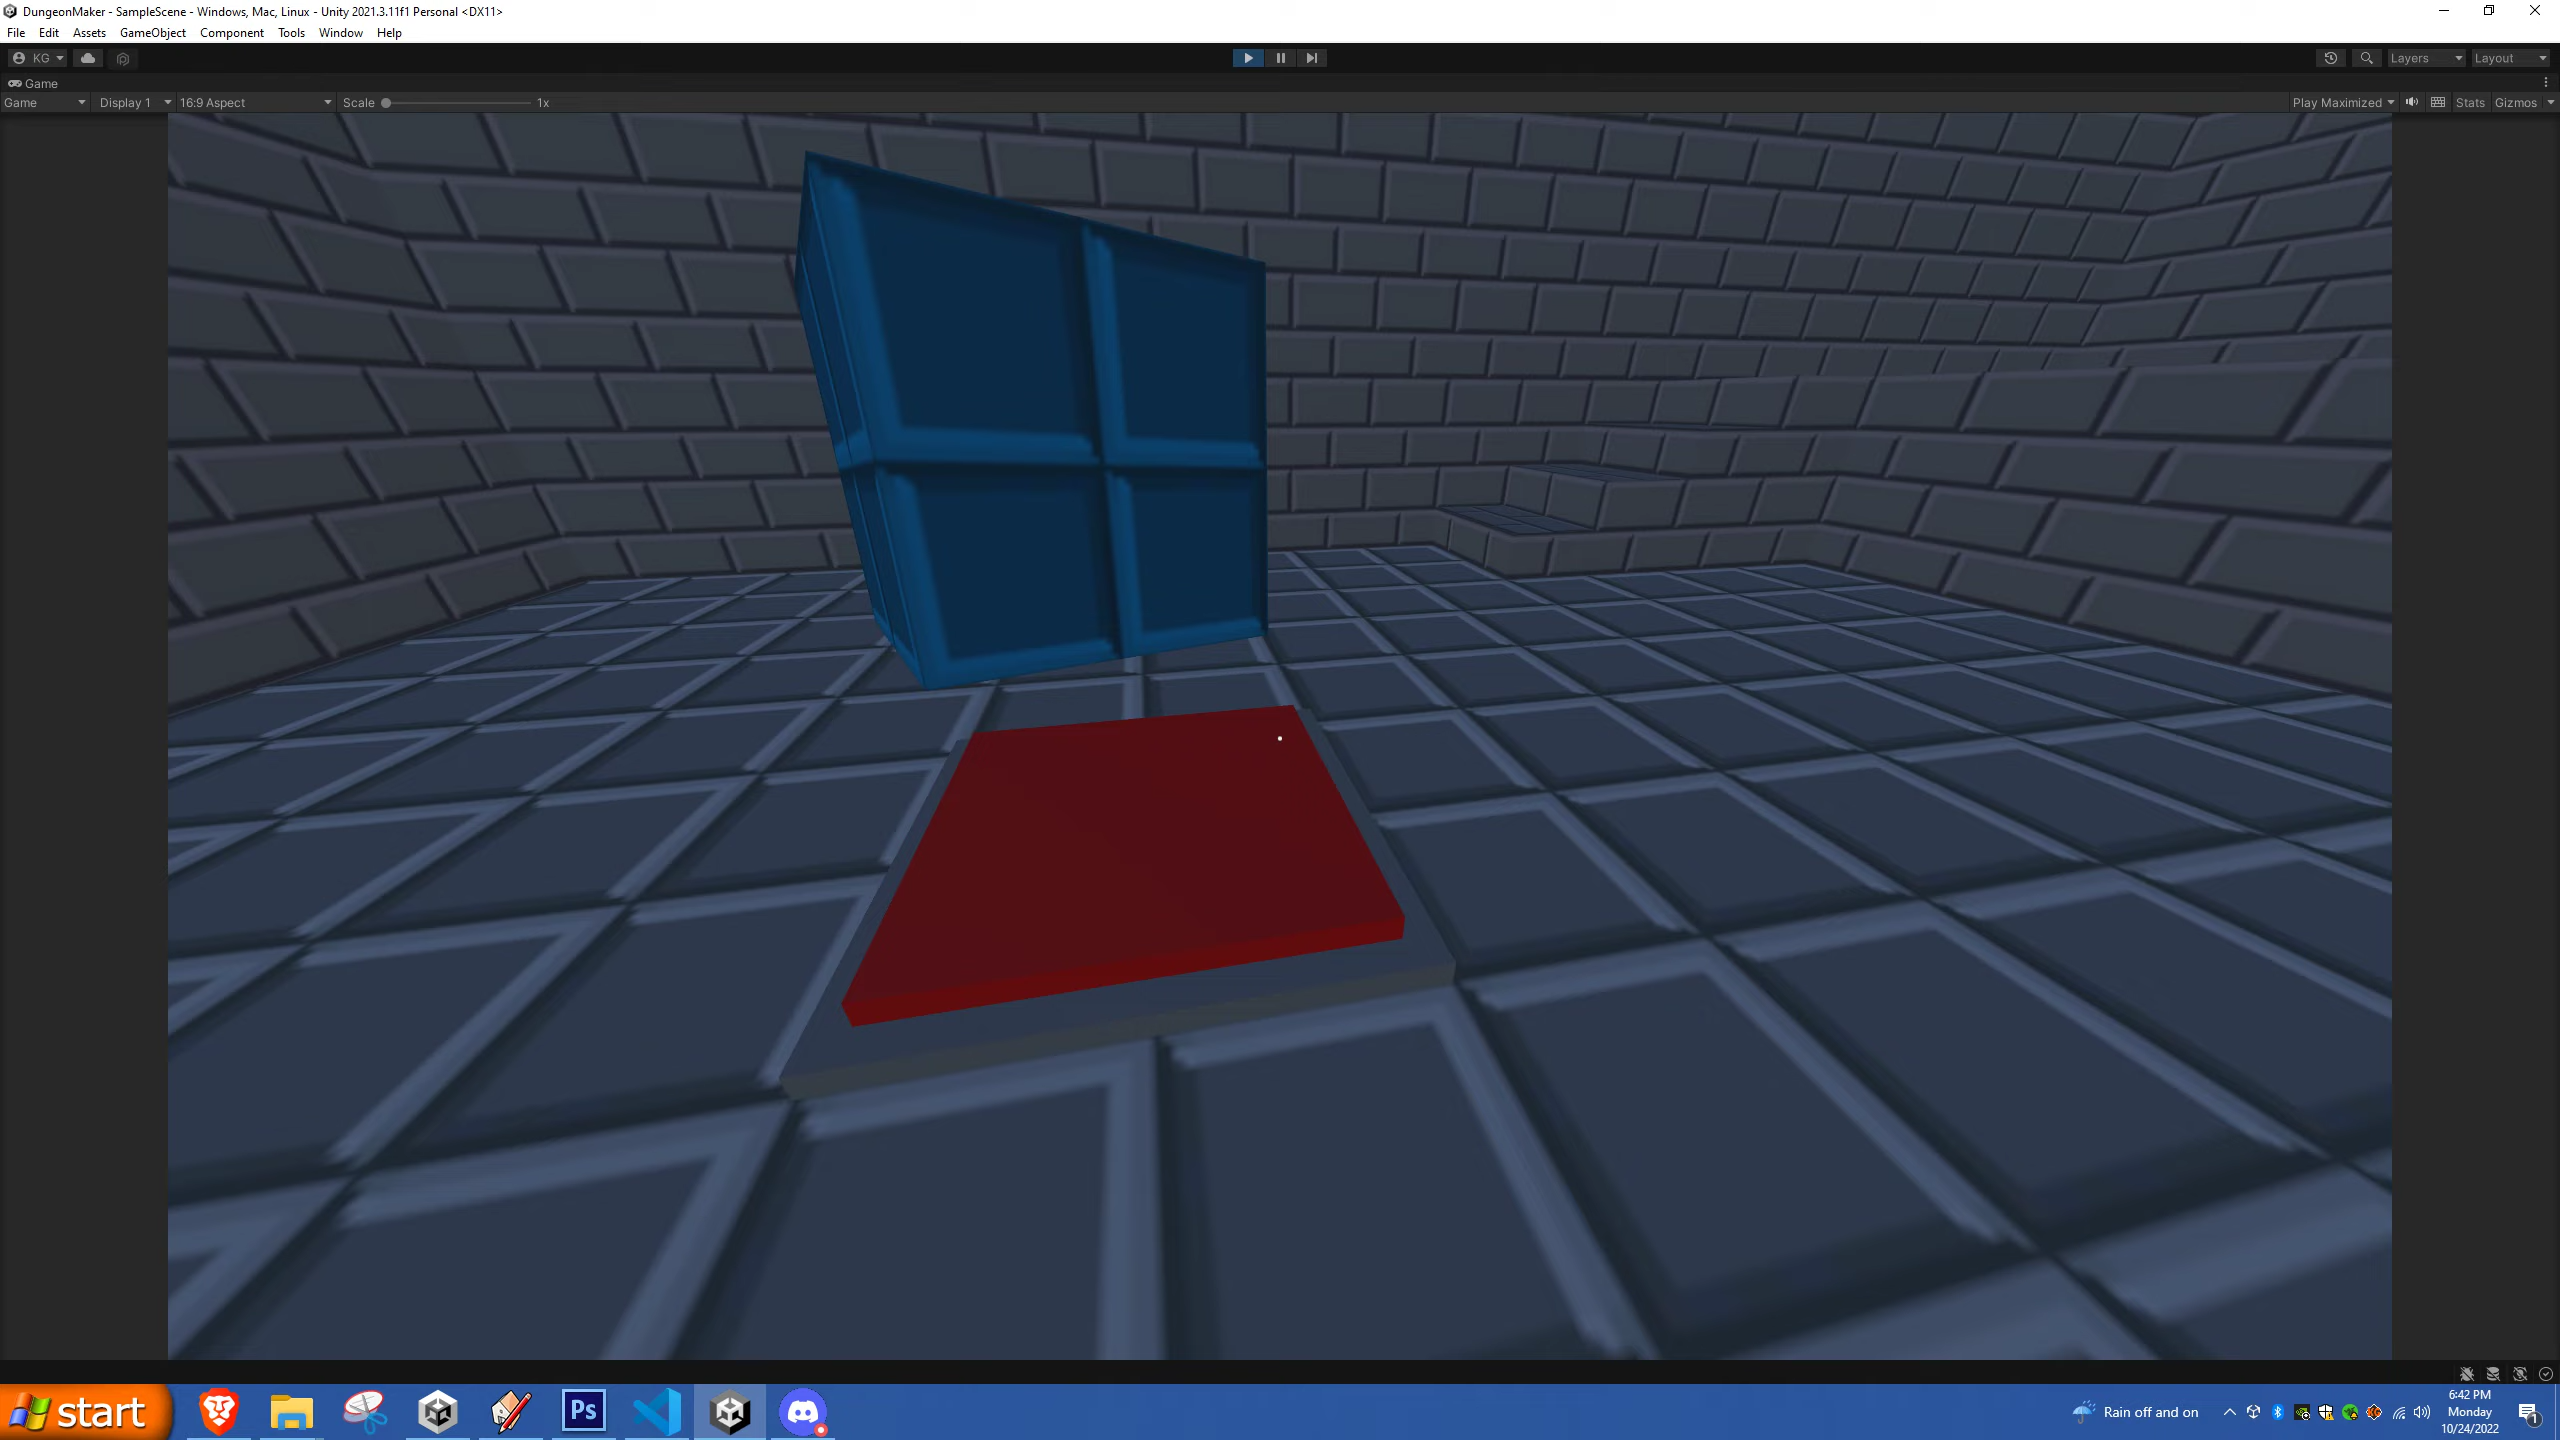 DungeonMaker - SampleScene - Windows, Mac, Linux - Unity 2021.3.11f1 Personal <DX11>
File Edit Assets GameObject Component Tools Window Help
KG Layers Layout
Game
Game Display 1 16:9 Aspect Scale 1x Play Maximized Stats Gizmos
start Ps Rain off and on
6:42 PM
Monday
10/24/2022
1